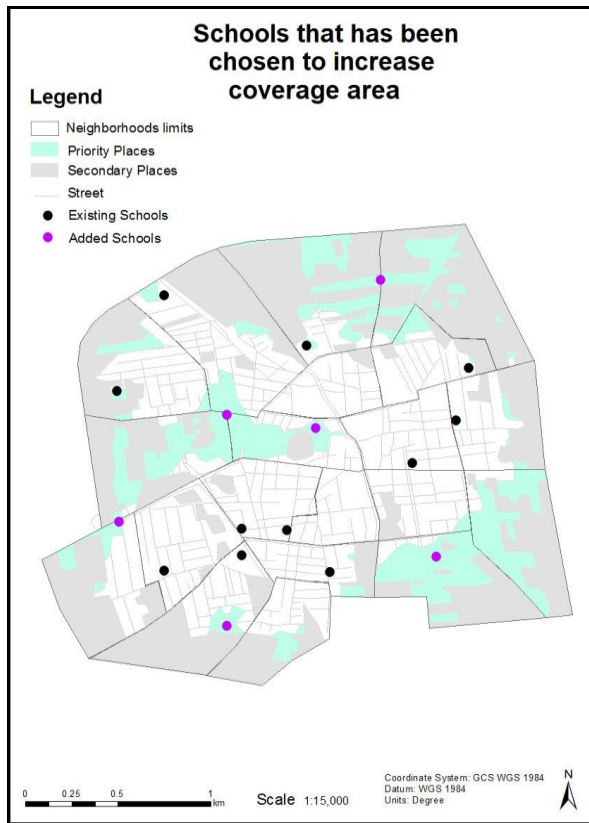 Schools that has been
chosen to increase
coverage area
Legend
Neighborhoods limits
Priority Places
Secondary Places
Street
Existing Schools
Added Schools
0 0.25 0.5 1
km
Scale 1:15,000
Coordinate System: GCS WGS 1984
Datum: WGS 1984
Units: Degree
N